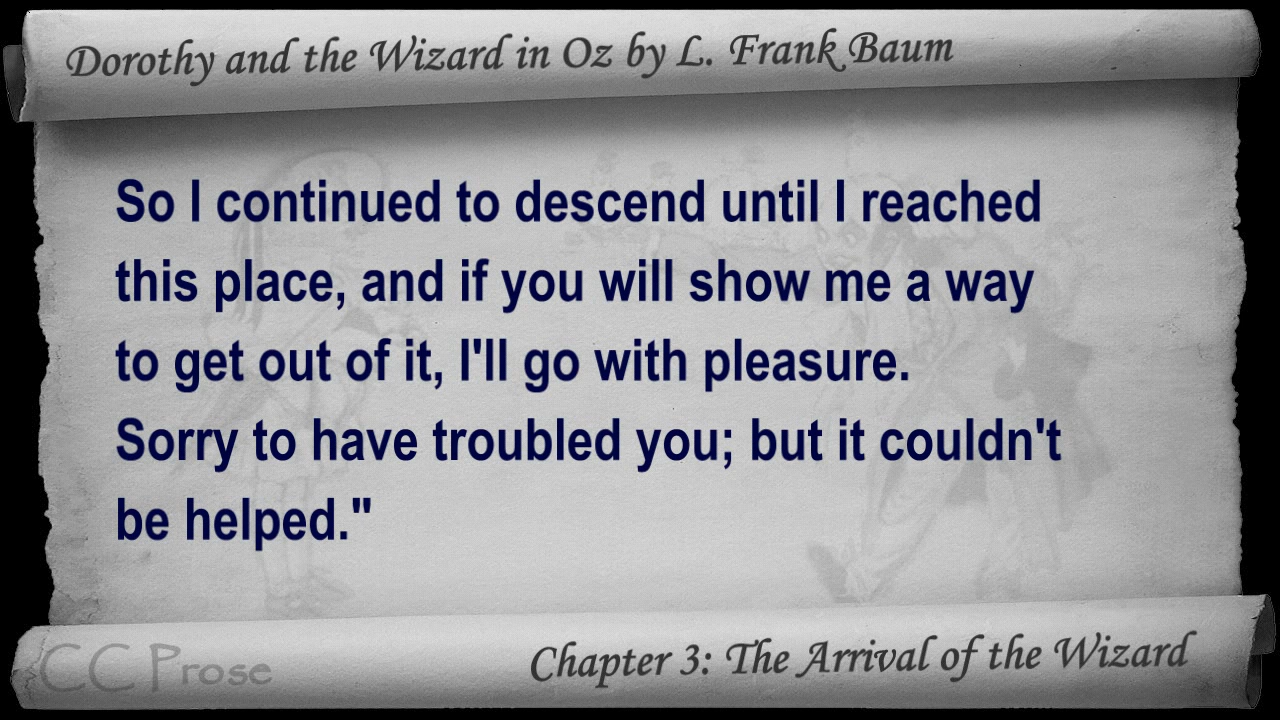 Dorothy and the Wizard in Oz by L. Frank Baum
So I continued to descend until I reached
this place, and if you will show me a way
to get out of it, I'll go with pleasure.
Sorry to have troubled you; but it couldn't
be helped."
CC Prose
Chapter 3: The Arrival of the Wizard